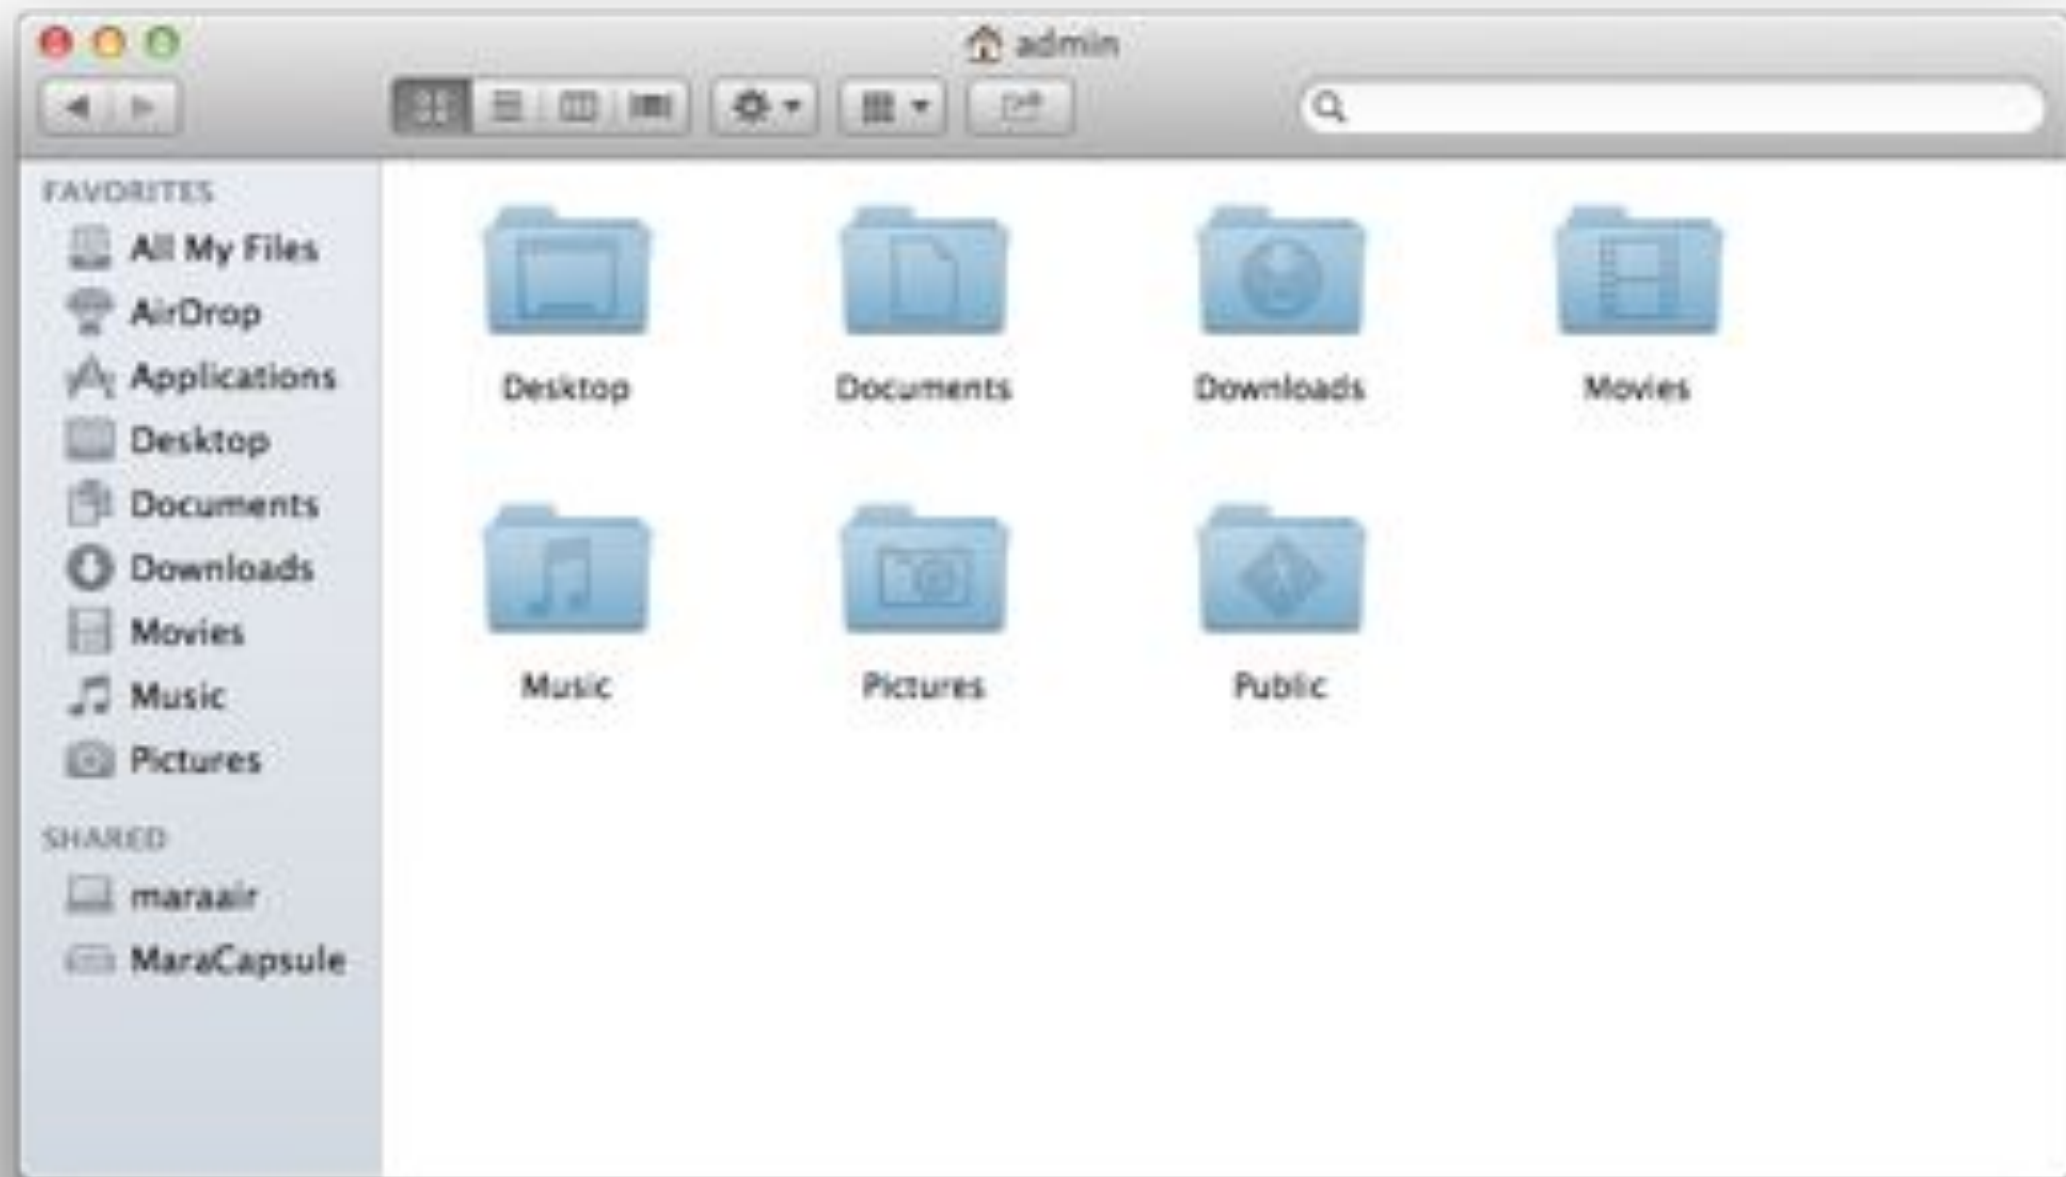 admin
FAVORITES
All My Files
AirDrop
Applications
Desktop
Documents
Downloads
Movies
Music
Pictures
SHARED
maraair
MaraCapsule
Desktop Documents Downloads Movies
Music Pictures Public